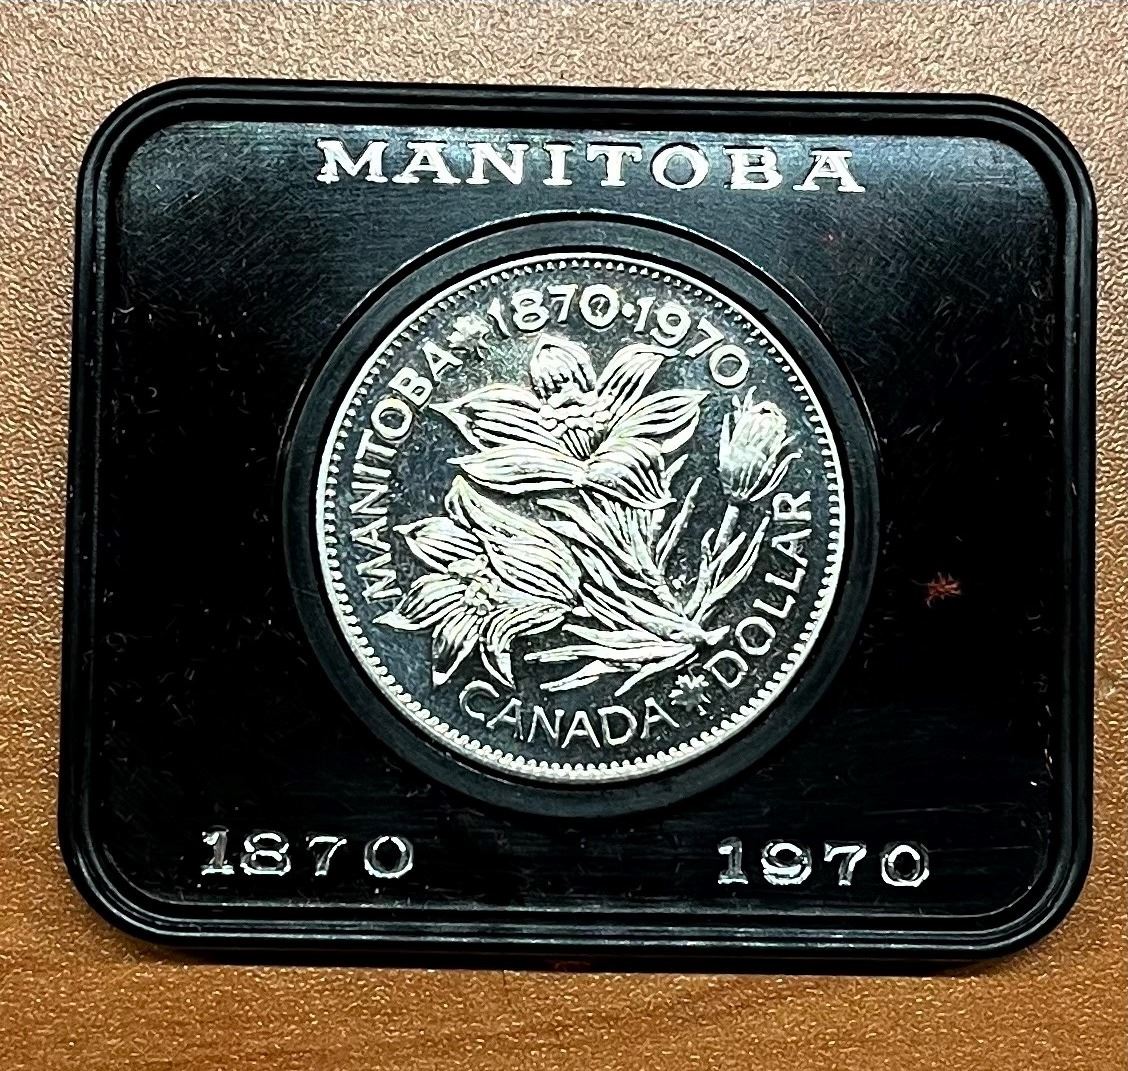 MANITOBA
MANITOBA 1870·1970
CANADA DOLLAR
1870 1970